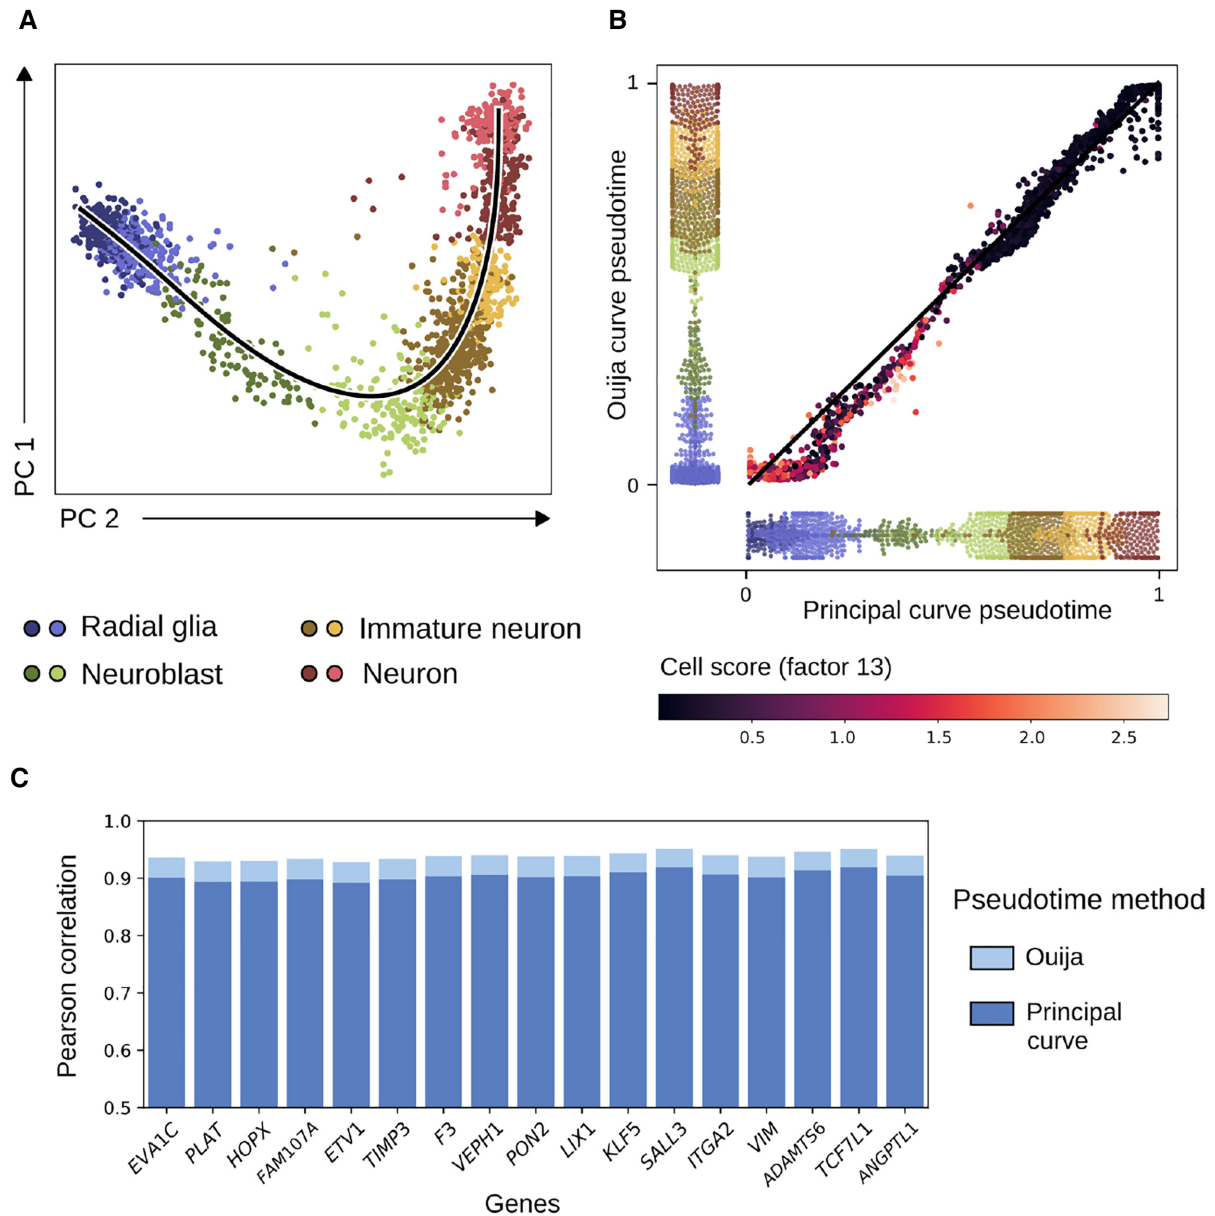 A
PC 1
PC 2
Radial glia
Neuroblast
Immature neuron
Neuron
B
Ouija curve pseudotime
1
0
0
1
Principal curve pseudotime
Cell score (factor 13)
0.5 1.0 1.5 2.0 2.5
C
Pearson correlation
1.0
0.9
0.8
0.7
0.6
0.5
EVA1C
PLAT
HOPX
FAM107A
ETV1
TIMP3
F3
VEPH1
PON2
LIX1
KLF5
SALL3
ITGA2
VIM
ADAMTS6
TCF7L1
ANGPTL1
Genes
Pseudotime method
Ouija
Principal
curve